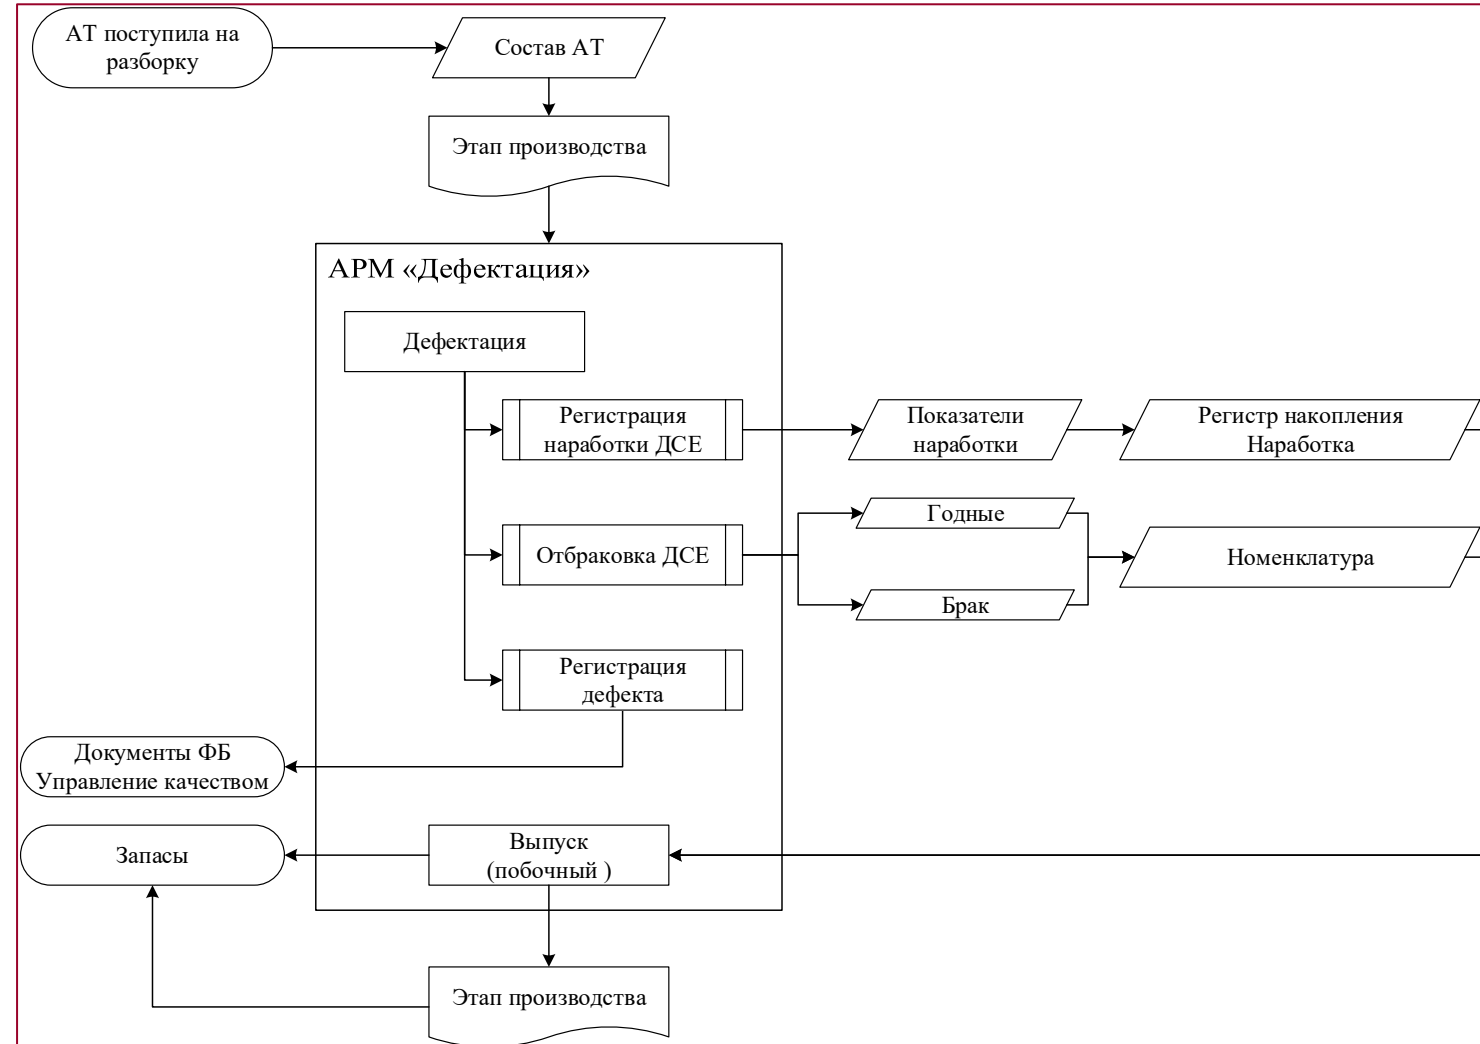 АТ поступила на
разборку
Состав АТ
Этап производства
АРМ «Дефектация»
Дефектация
Регистрация
наработки ДСЕ
Показатели
наработки
Регистр накопления
Наработка
Отбраковка ДСЕ
Годные
Брак
Номенклатура
Регистрация
дефекта
Документы ФБ
Управление качеством
Запасы
Выпуск
(побочный )
Этап производства